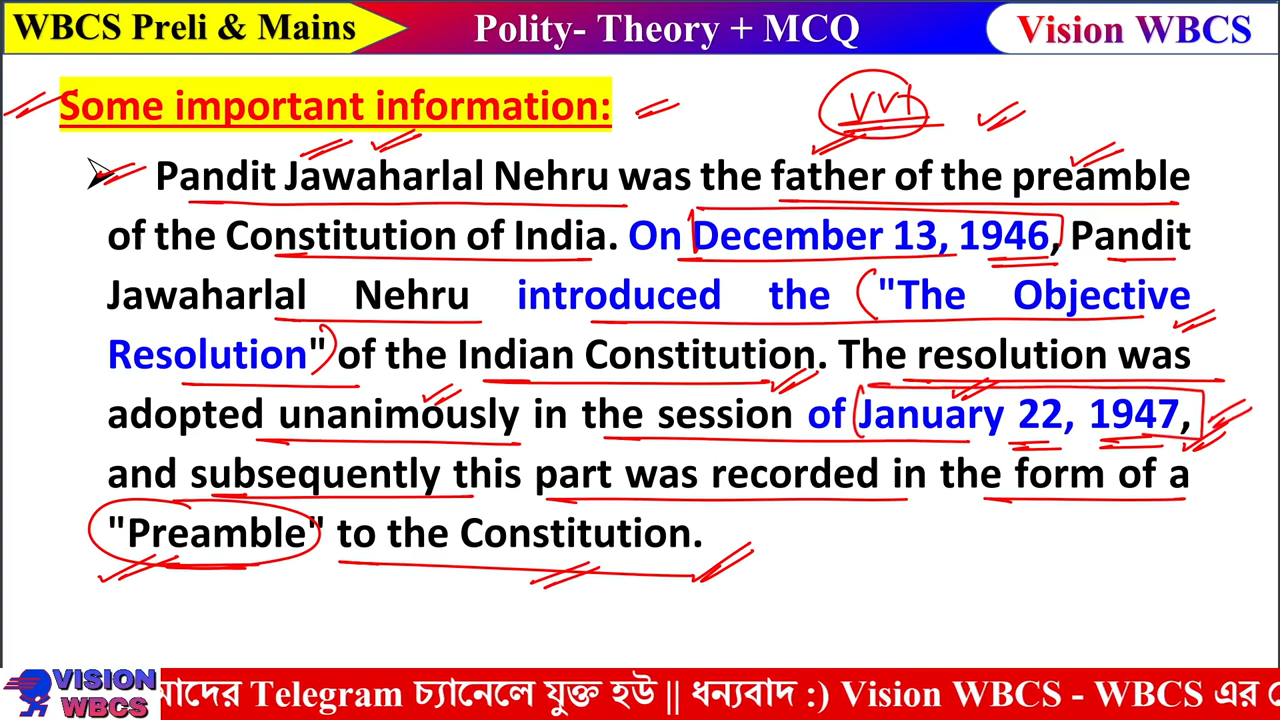 WBCS Preli & Mains
Polity- Theory + MCQ
Vision WBCS
Some important information:
vvt
➢ Pandit Jawaharlal Nehru was the father of the preamble
of the Constitution of India. On December 13, 1946, Pandit
Jawaharlal Nehru introduced the "The Objective
Resolution" of the Indian Constitution. The resolution was
adopted unanimously in the session of January 22, 1947,
and subsequently this part was recorded in the form of a
"Preamble" to the Constitution.
VISION
WBCS
Telegram চ্যানেলে যুক্ত হউ || ধন্যবাদ :) Vision WBCS - WBCS এর